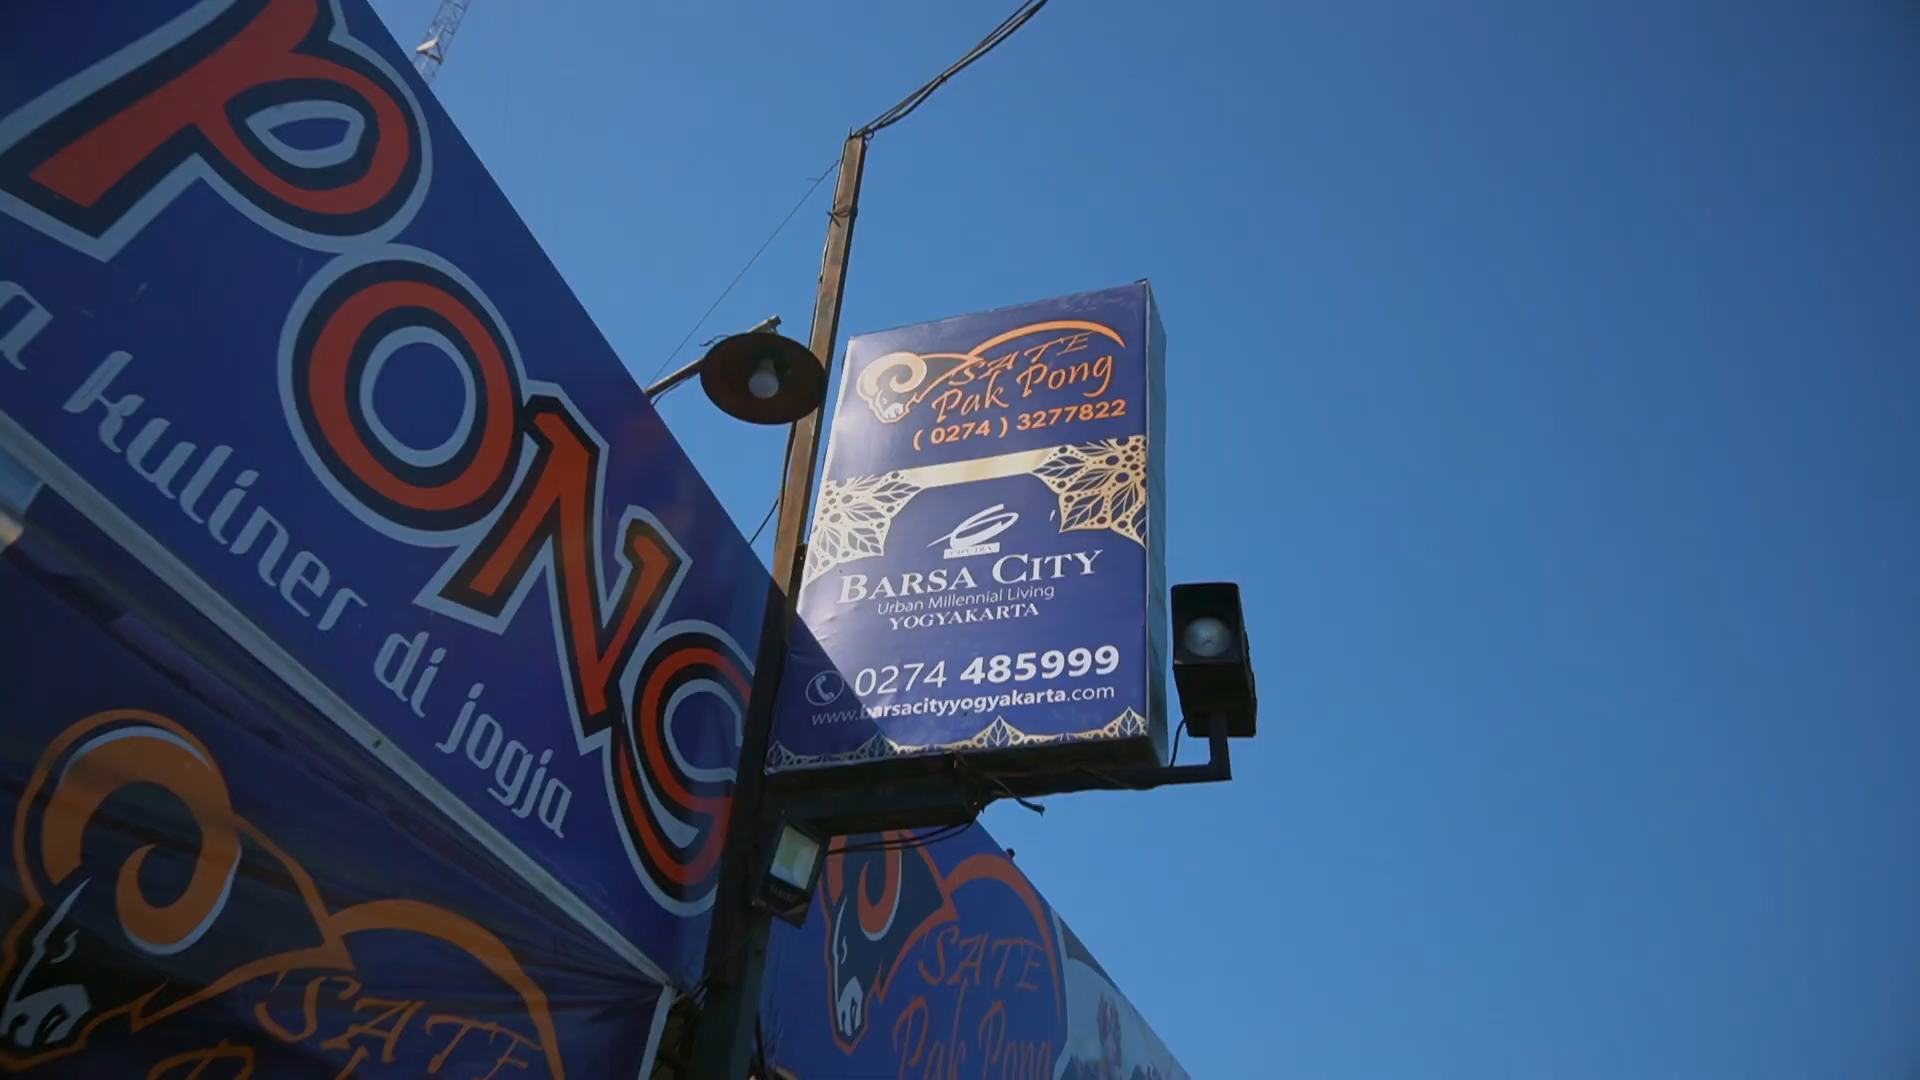 PONG
a kuliner di jogja
SATE
Pak Pong
( 0274 ) 3277822
CIPUTRA
BARSA CITY
Urban Millennial Living
YOGYAKARTA
0274 485999
www.barsacityyogyakarta.com
SATE
SATE
Pak Pong